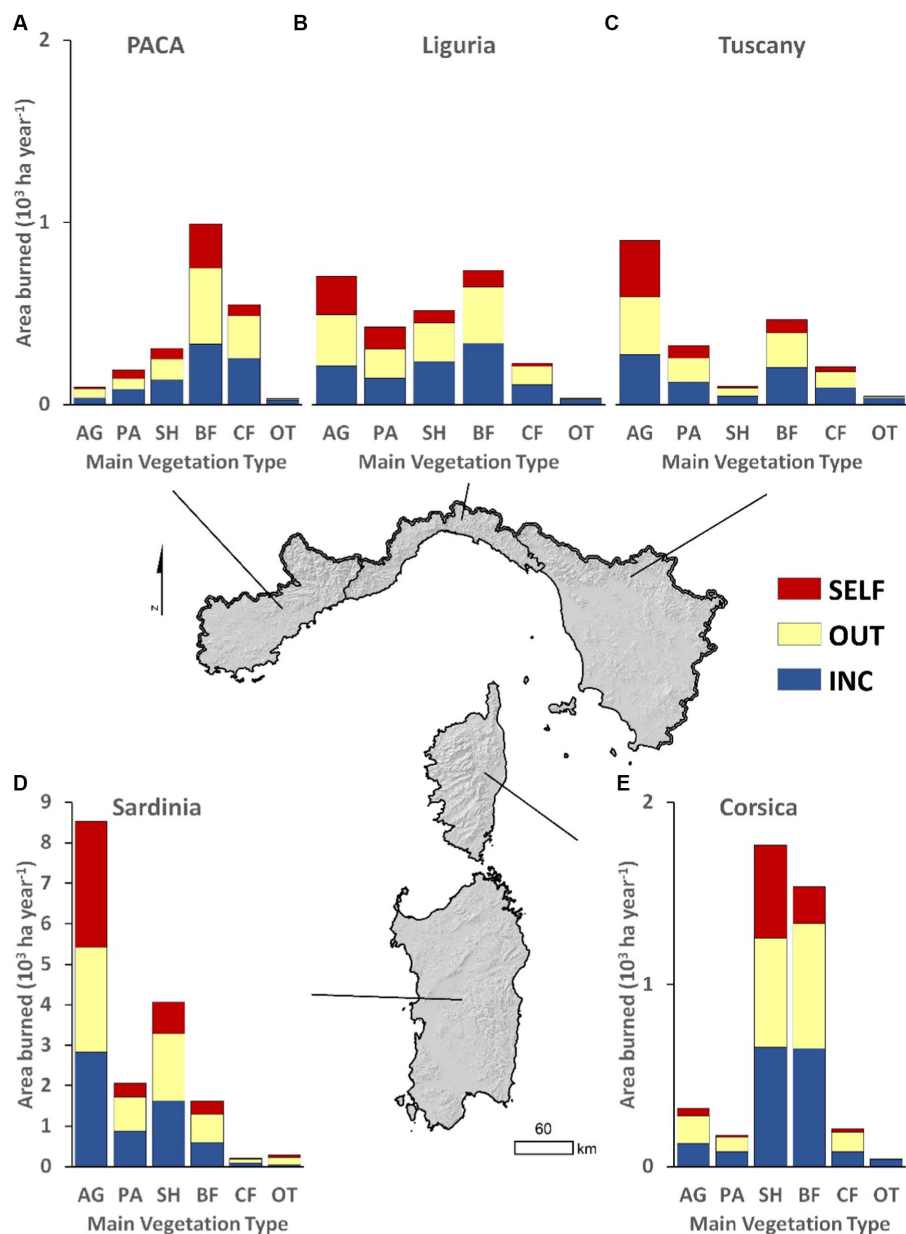 A
PACA
B
Liguria
C
Tuscany
Area burned (10³ ha year⁻¹)
2
1
0
AG PA SH BF CF OT
Main Vegetation Type
AG PA SH BF CF OT
Main Vegetation Type
AG PA SH BF CF OT
Main Vegetation Type
z
SELF
OUT
INC
D
Sardinia
Area burned (10³ ha year⁻¹)
9
8
7
6
5
4
3
2
1
0
AG PA SH BF CF OT
Main Vegetation Type
60
km
E
Corsica
Area burned (10³ ha year⁻¹)
2
1
0
AG PA SH BF CF OT
Main Vegetation Type